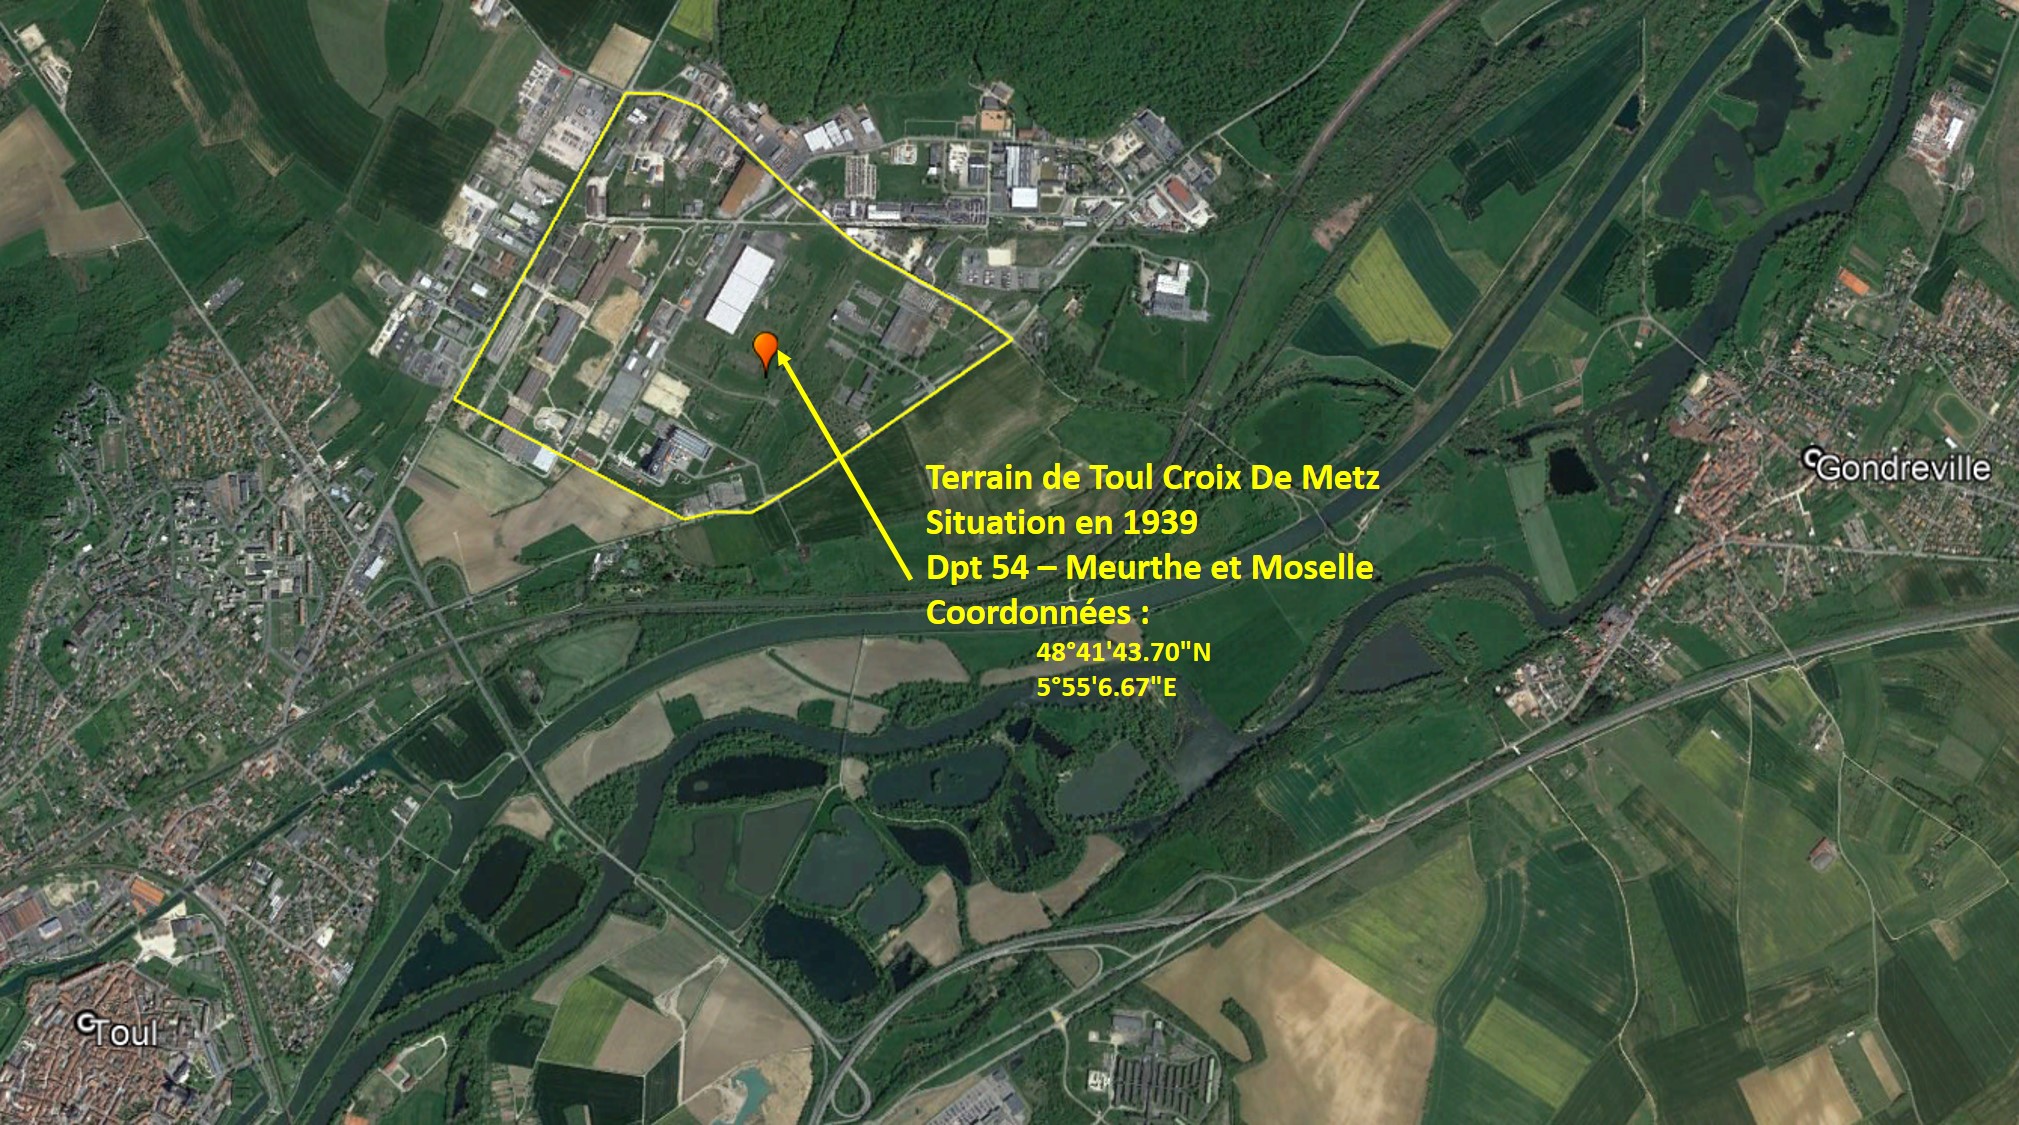 Terrain de Toul Croix De Metz
Situation en 1939
Dpt 54 – Meurthe et Moselle
Coordonnées :
48°41'43.70"N
5°55'6.67"E
Gondreville
Toul